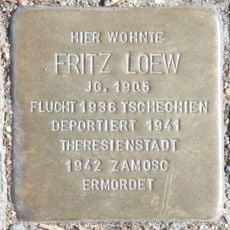 HIER WOHNTE
FRITZ LOEW
JG. 1905
FLUCHT 1936 TSCHECHIEN
DEPORTIERT 1941
THERESIENSTADT
1942 ZAMOSC
ERMORDET